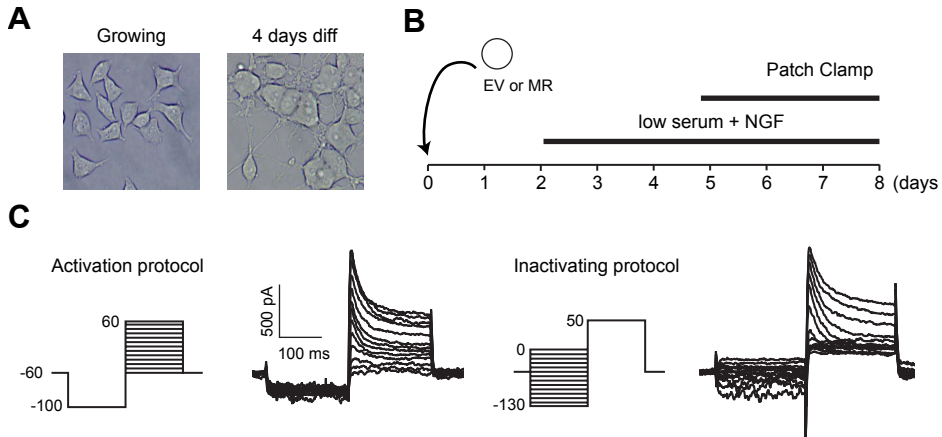 A
Growing
4 days diff
B
EV or MR
Patch Clamp
low serum + NGF
0 1 2 3 4 5 6 7 8 (days
C
Activation protocol
60
-60
-100
500 pA
100 ms
Inactivating protocol
50
0
-130